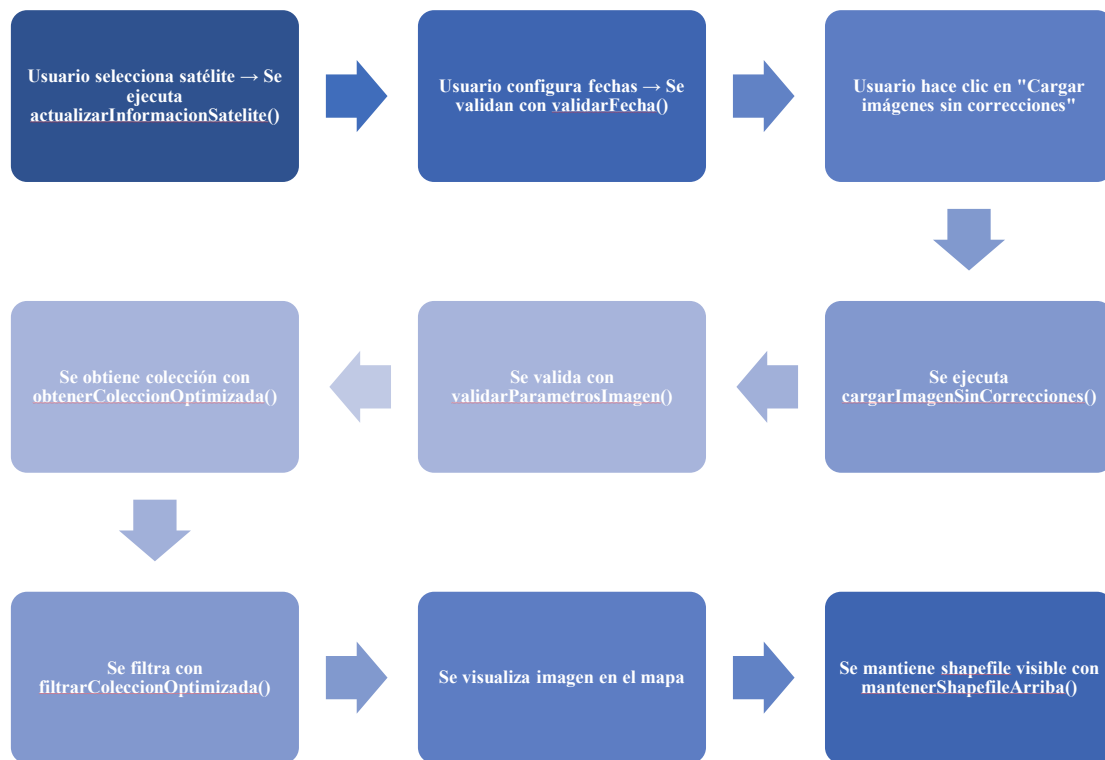 Usuario selecciona satélite → Se
ejecuta
actualizarInformacionSatelite()
Usuario configura fechas → Se
validan con validarFecha()
Usuario hace clic en "Cargar
imágenes sin correcciones"
Se ejecuta
cargarImagenSinCorrecciones()
Se valida con
validarParametrosImagen()
Se obtiene colección con
obtenerColeccionOptimizada()
Se filtra con
filtrarColeccionOptimizada()
Se visualiza imagen en el mapa
Se mantiene shapefile visible con
mantenerShapefileArriba()